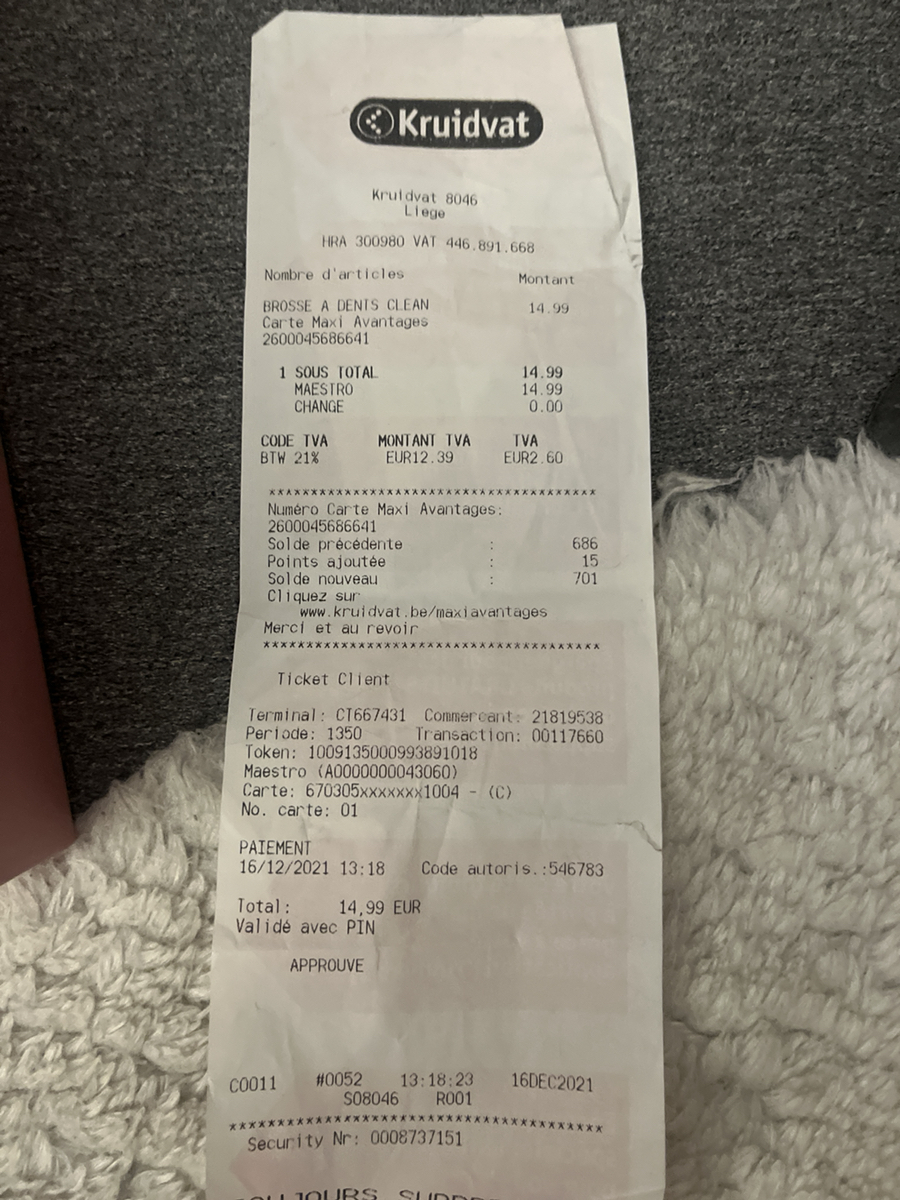 Kruidvat
Kruidvat 8046
Liege
HRA 300980 VAT 446.891.668
Nombre d'articles Montant
BROSSE A DENTS CLEAN 14.99
Carte Maxi Avantages
2600045686641
1 SOUS TOTAL 14.99
MAESTRO 14.99
CHANGE 0.00
CODE TVA MONTANT TVA TVA
BTW 21% EUR12.39 EUR2.60
***************************************
Numéro Carte Maxi Avantages:
2600045686641
Solde précédente : 686
Points ajoutée : 15
Solde nouveau : 701
Cliquez sur
www.kruidvat.be/maxiavantages
Merci et au revoir
***************************************
Ticket Client
Terminal: CT667431 Commercant: 21819538
Periode: 1350 Transaction: 00117660
Token: 1009135000993891018
Maestro (A0000000043060)
Carte: 670305xxxxxxx1004 - (C)
No. carte: 01
PAIEMENT
16/12/2021 13:18 Code autoris.:546783
Total: 14,99 EUR
Validé avec PIN
APPROUVE
C0011 #0052 13:18:23 16DEC2021
S08046 R001
***************************************
Security Nr: 0008737151